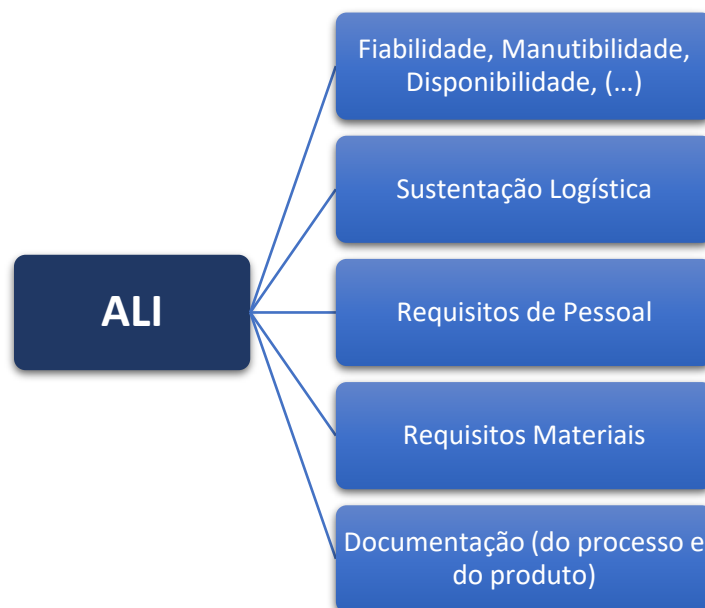 Fiabilidade, Manutibilidade,
Disponibilidade, (...)
Sustentação Logística
ALI
Requisitos de Pessoal
Requisitos Materiais
Documentação (do processo e
do produto)